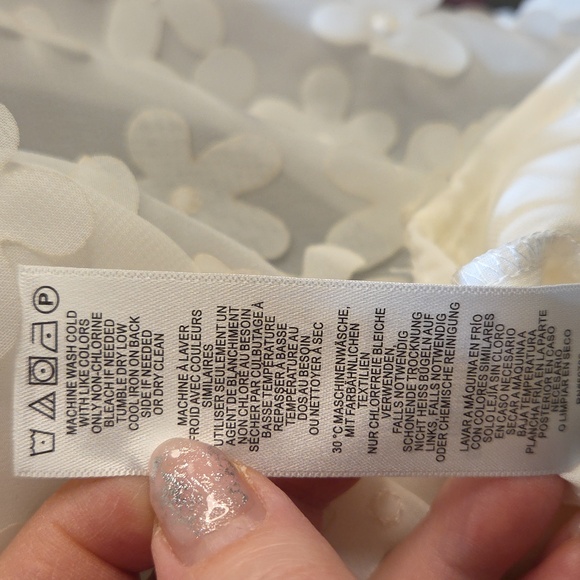 P
MACHINE WASH COLD
WITH LIKE COLORS
ONLY NON-CHLORINE
BLEACH IF NEEDED
TUMBLE DRY LOW
COOL IRON ON BACK
SIDE IF NEEDED
OR DRY CLEAN
MACHINE À LAVER
FROID AVEC COULEURS
SIMILAIRES
UTILISER SEULEMENT UN
AGENT DE BLANCHIMENT
NON CHLORÉ AU BESOIN
SÉCHER PAR CULBUTAGE À
BASSE TEMPÉRATURE
REPASSER À BASSE
TEMPÉRATURE AU
DOS AU BESOIN
OU NETTOYER À SEC
30 °C MASCHINENWÄSCHE,
MIT FARBÄHNLICHEN
TEXTILIEN
NUR CHLORFREIE BLEICHE
VERWENDEN
FALLS NOTWENDIG
SCHONENDE TROCKNUNG
NICHT HEISS BÜGELN AUF
LINKS, FALLS NOTWENDIG
ODER CHEMISCHE REINIGUNG
LAVAR A MÁQUINA EN FRÍO
CON COLORES SIMILARES
SOLO USE LEJÍA SIN CLORO
EN CASO NECESARIO
SECAR A MÁQUINA A
BAJA TEMPERATURA
PLANCHA FRÍA EN LA PARTE
POSTERIOR EN CASO
NECESARIO
O LIMPIAR EN SECO